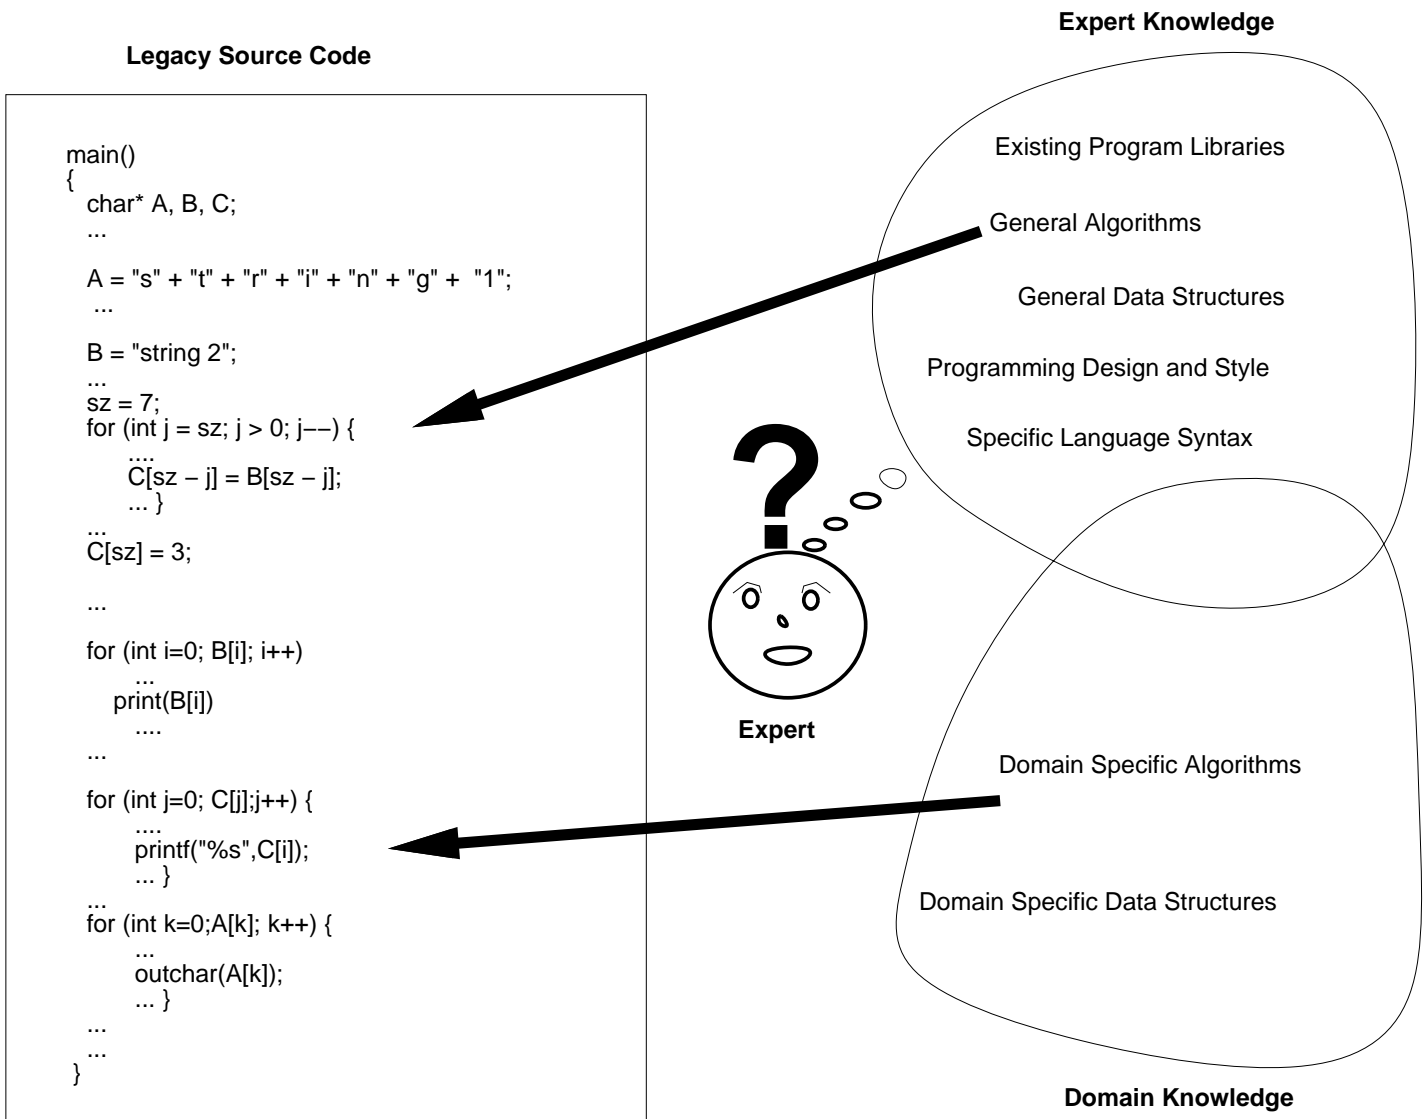 Legacy Source Code
main()
{
char* A, B, C;
...
A = "s" + "t" + "r" + "i" + "n" + "g" +  "1";
...
B = "string 2";
...
sz = 7;
for (int j = sz; j > 0; j−−) {
....
C[sz − j] = B[sz − j];
... }
...
C[sz] = 3;
...
for (int i=0; B[i]; i++)
...
print(B[i])
....
...
for (int j=0; C[j];j++) {
....
printf("%s",C[i]);
... }
...
for (int k=0;A[k]; k++) {
...
outchar(A[k]);
... }
...
...
}
?
Expert
Expert Knowledge
Existing Program Libraries
General Algorithms
General Data Structures
Programming Design and Style
Specific Language Syntax
Domain Specific Algorithms
Domain Specific Data Structures
Domain Knowledge